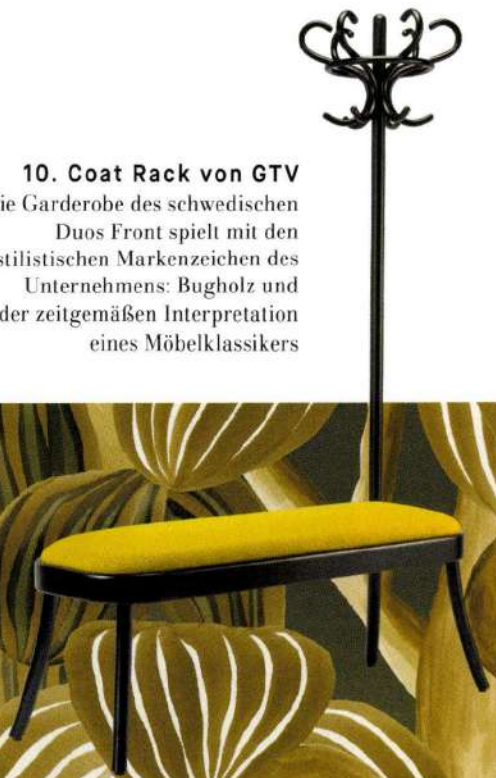 10. Coat Rack von GTV
ie Garderobe des schwedischen
Duos Front spielt mit den
stilistischen Markenzeichen des
Unternehmens: Bugholz und
der zeitgemäßen Interpretation
eines Möbelklassikers